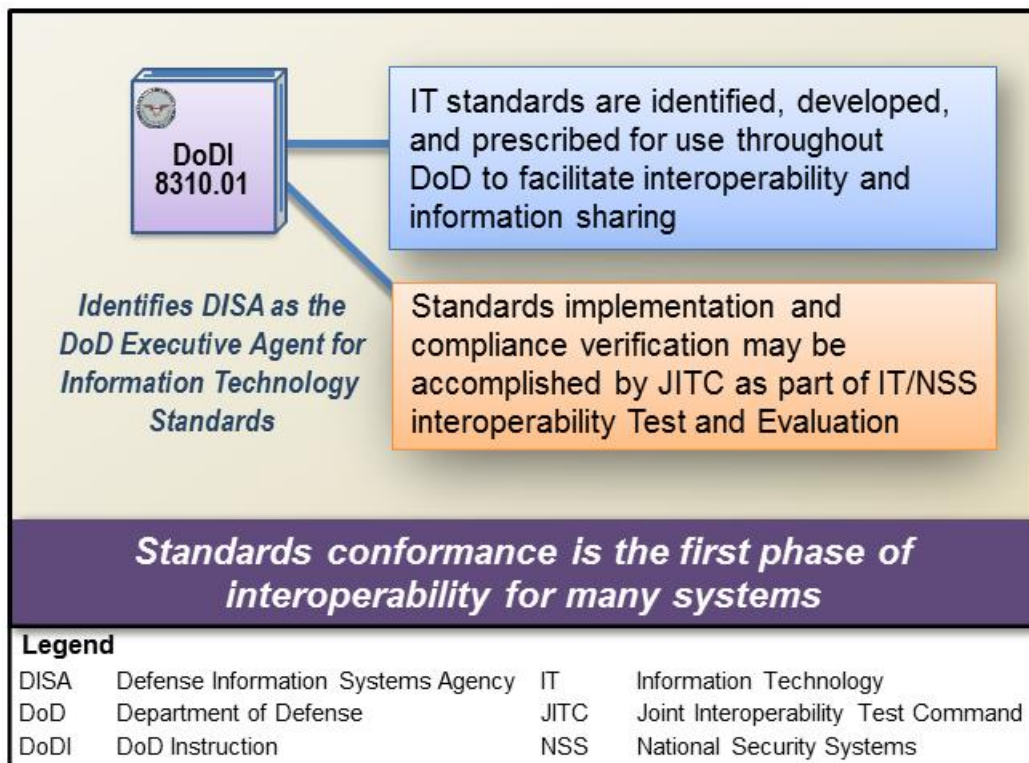 DoDI
8310.01
IT standards are identified, developed,
and prescribed for use throughout
DoD to facilitate interoperability and
information sharing
Identifies DISA as the
DoD Executive Agent for
Information Technology
Standards
Standards implementation and
compliance verification may be
accomplished by JITC as part of IT/NSS
interoperability Test and Evaluation
Standards conformance is the first phase of
interoperability for many systems
Legend
DISA Defense Information Systems Agency IT Information Technology
DoD Department of Defense JITC Joint Interoperability Test Command
DoDI DoD Instruction NSS National Security Systems